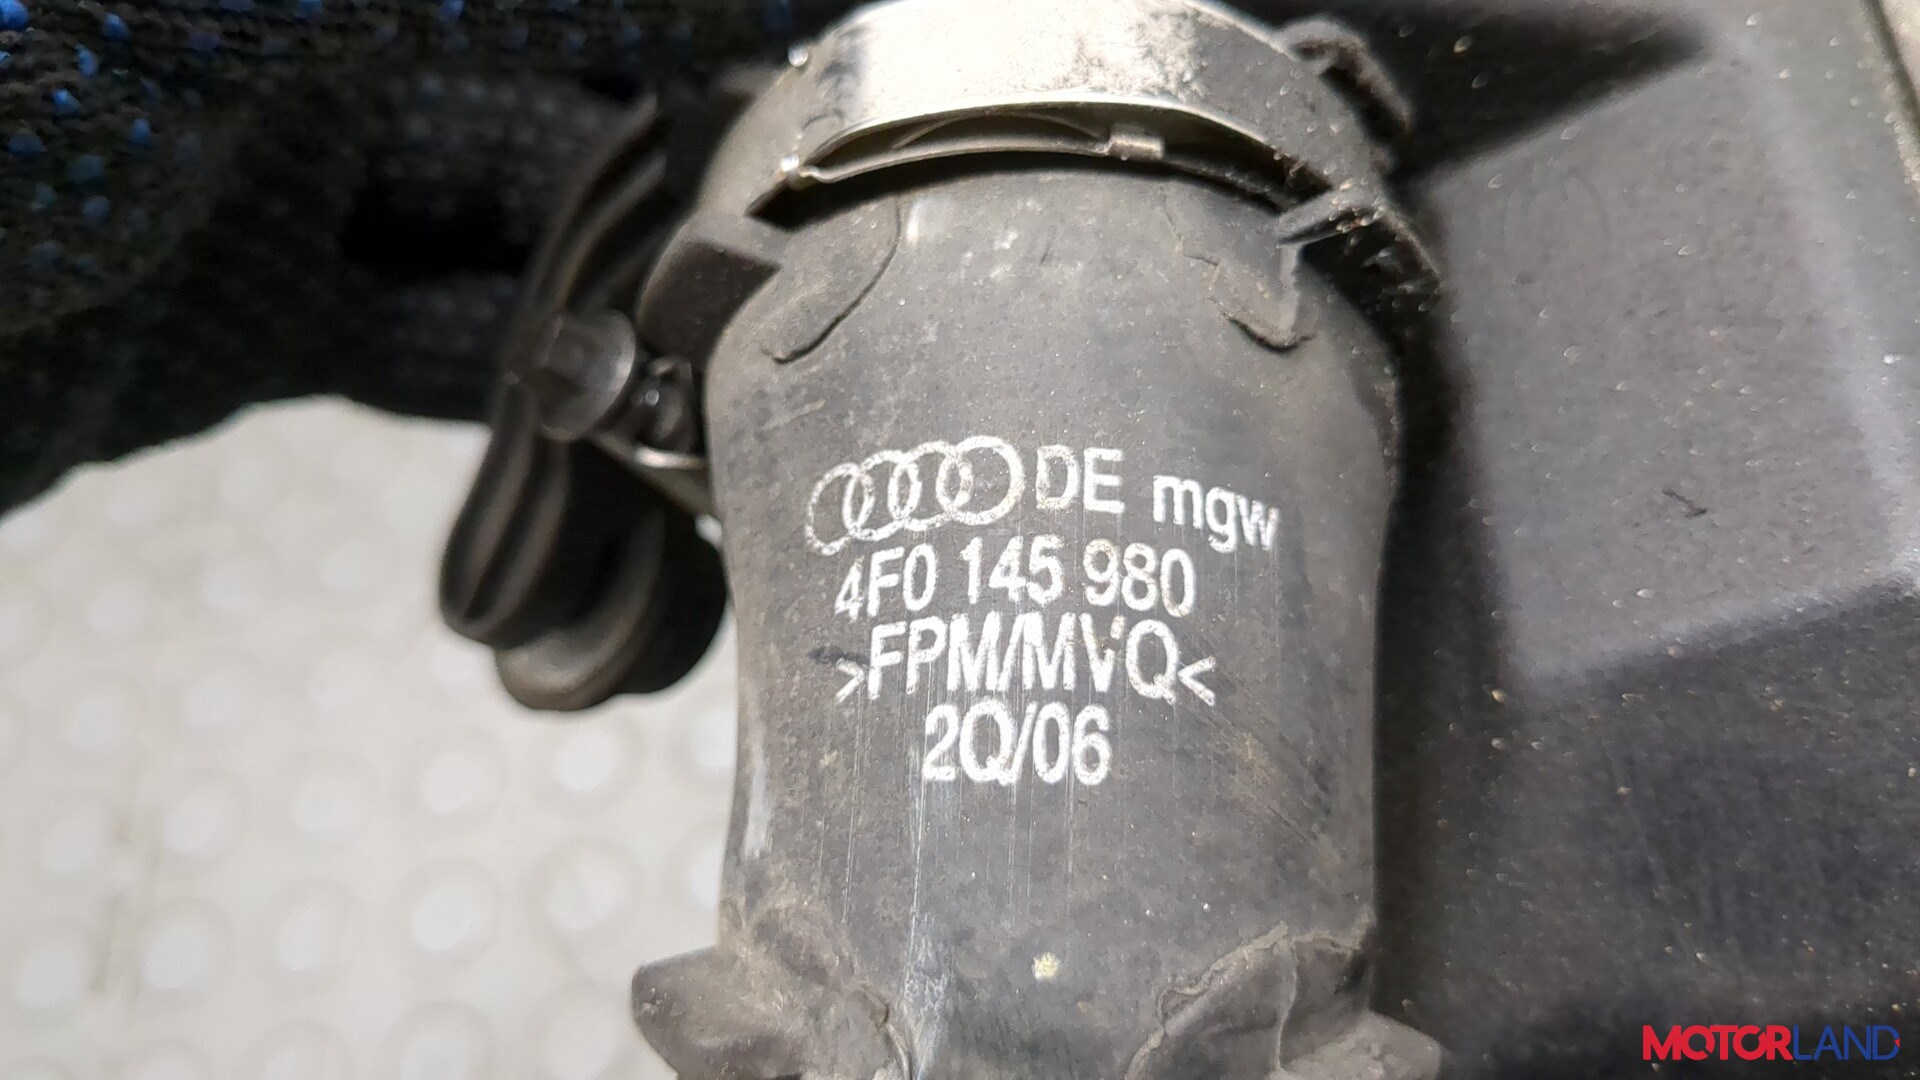 DE mgw
4F0 145 980
>FPM/MVQ<
2Q/06
MOTORLAND